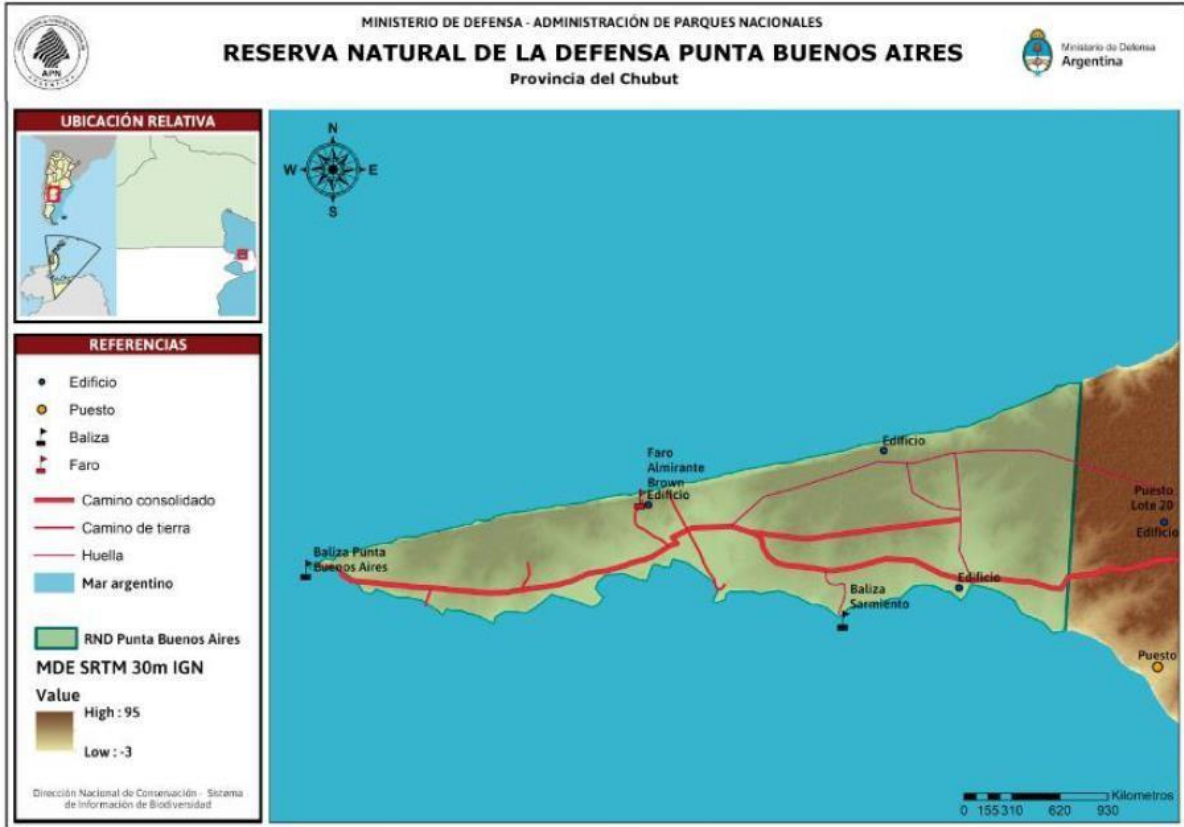 MINISTERIO DE DEFENSA - ADMINISTRACIÓN DE PARQUES NACIONALES
RESERVA NATURAL DE LA DEFENSA PUNTA BUENOS AIRES
Provincia del Chubut
APN
ARGENTINA
Ministerio de Defensa
Argentina
UBICACIÓN RELATIVA
REFERENCIAS
Edificio
Puesto
Baliza
Faro
Camino consolidado
Camino de tierra
Huella
Mar argentino
RND Punta Buenos Aires
MDE SRTM 30m IGN
Value
High : 95
Low : -3
Dirección Nacional de Conservación - Sistema
de Información de Biodiversidad
N
W
E
S
Edificio
Faro
Almirante
Brown
Edificio
Puesto
Lote 20
Edificio
Baliza Punta
Buenos Aires
Edificio
Baliza
Sarmiento
Puesto
Kilometros
0 155 310 620 930